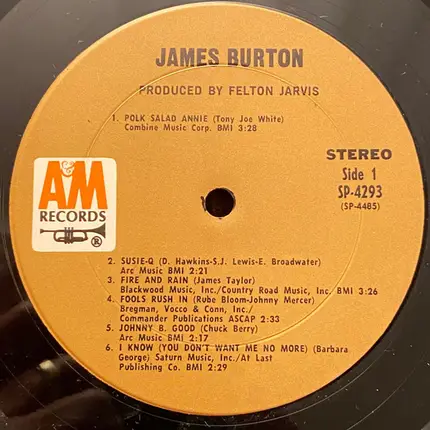 JAMES BURTON
PRODUCED BY FELTON JARVIS
1. POLK SALAD ANNIE (Tony Joe White)
Combine Music Corp. BMI 3:28
STEREO
Side 1
SP-4293
(SP-4485)
A&M
RECORDS
®
2. SUSIE-Q (D. Hawkins-S.J. Lewis-E. Broadwater)
Arc Music BMI 2:21
3. FIRE AND RAIN (James Taylor)
Blackwood Music, Inc./Country Road Music, Inc. BMI 3:26
4. FOOLS RUSH IN (Rube Bloom-Johnny Mercer)
Bregman, Vocco & Conn, Inc./
Commander Publications ASCAP 2:33
5. JOHNNY B. GOOD (Chuck Berry)
Arc Music BMI 2:17
6. I KNOW (YOU DON'T WANT ME NO MORE) (Barbara
George) Saturn Music, Inc./At Last
Publishing Co. BMI 2:29